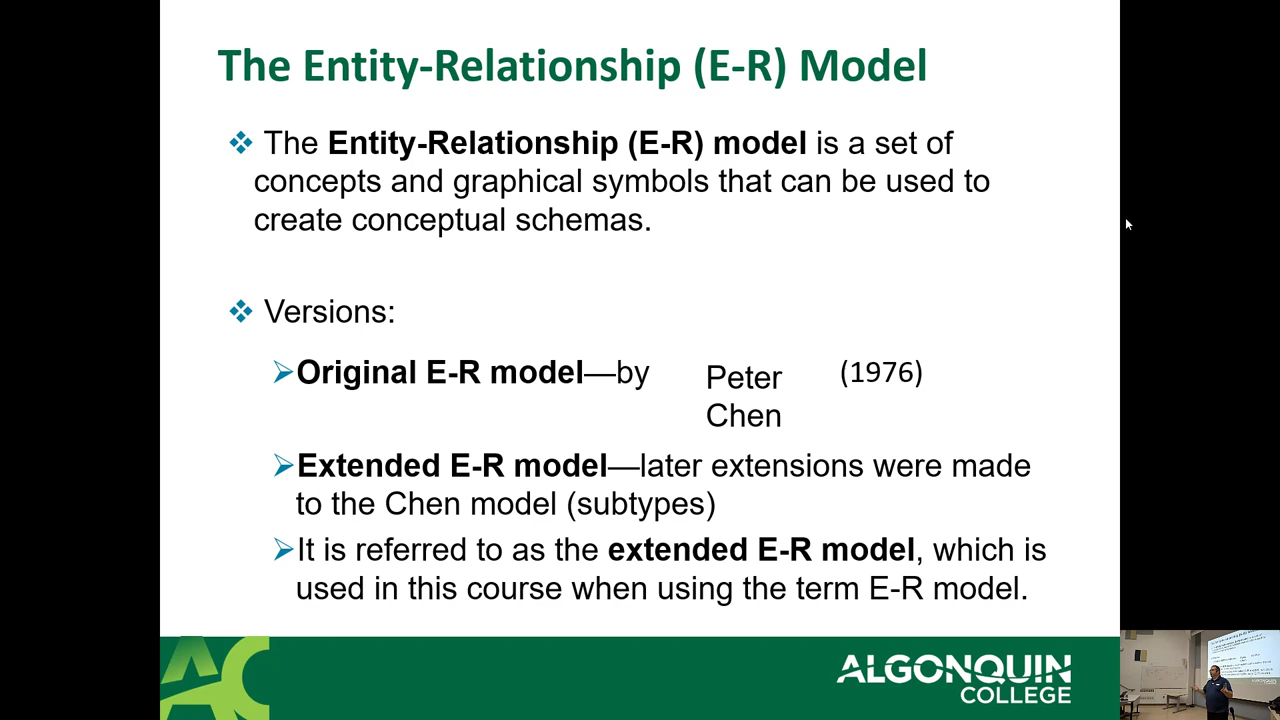 The Entity-Relationship (E-R) Model
❖ The Entity-Relationship (E-R) model is a set of
concepts and graphical symbols that can be used to
create conceptual schemas.
❖ Versions:
➢Original E-R model—by Peter (1976)
Chen
➢Extended E-R model—later extensions were made
to the Chen model (subtypes)
➢It is referred to as the extended E-R model, which is
used in this course when using the term E-R model.
AC
ALGONQUIN
COLLEGE